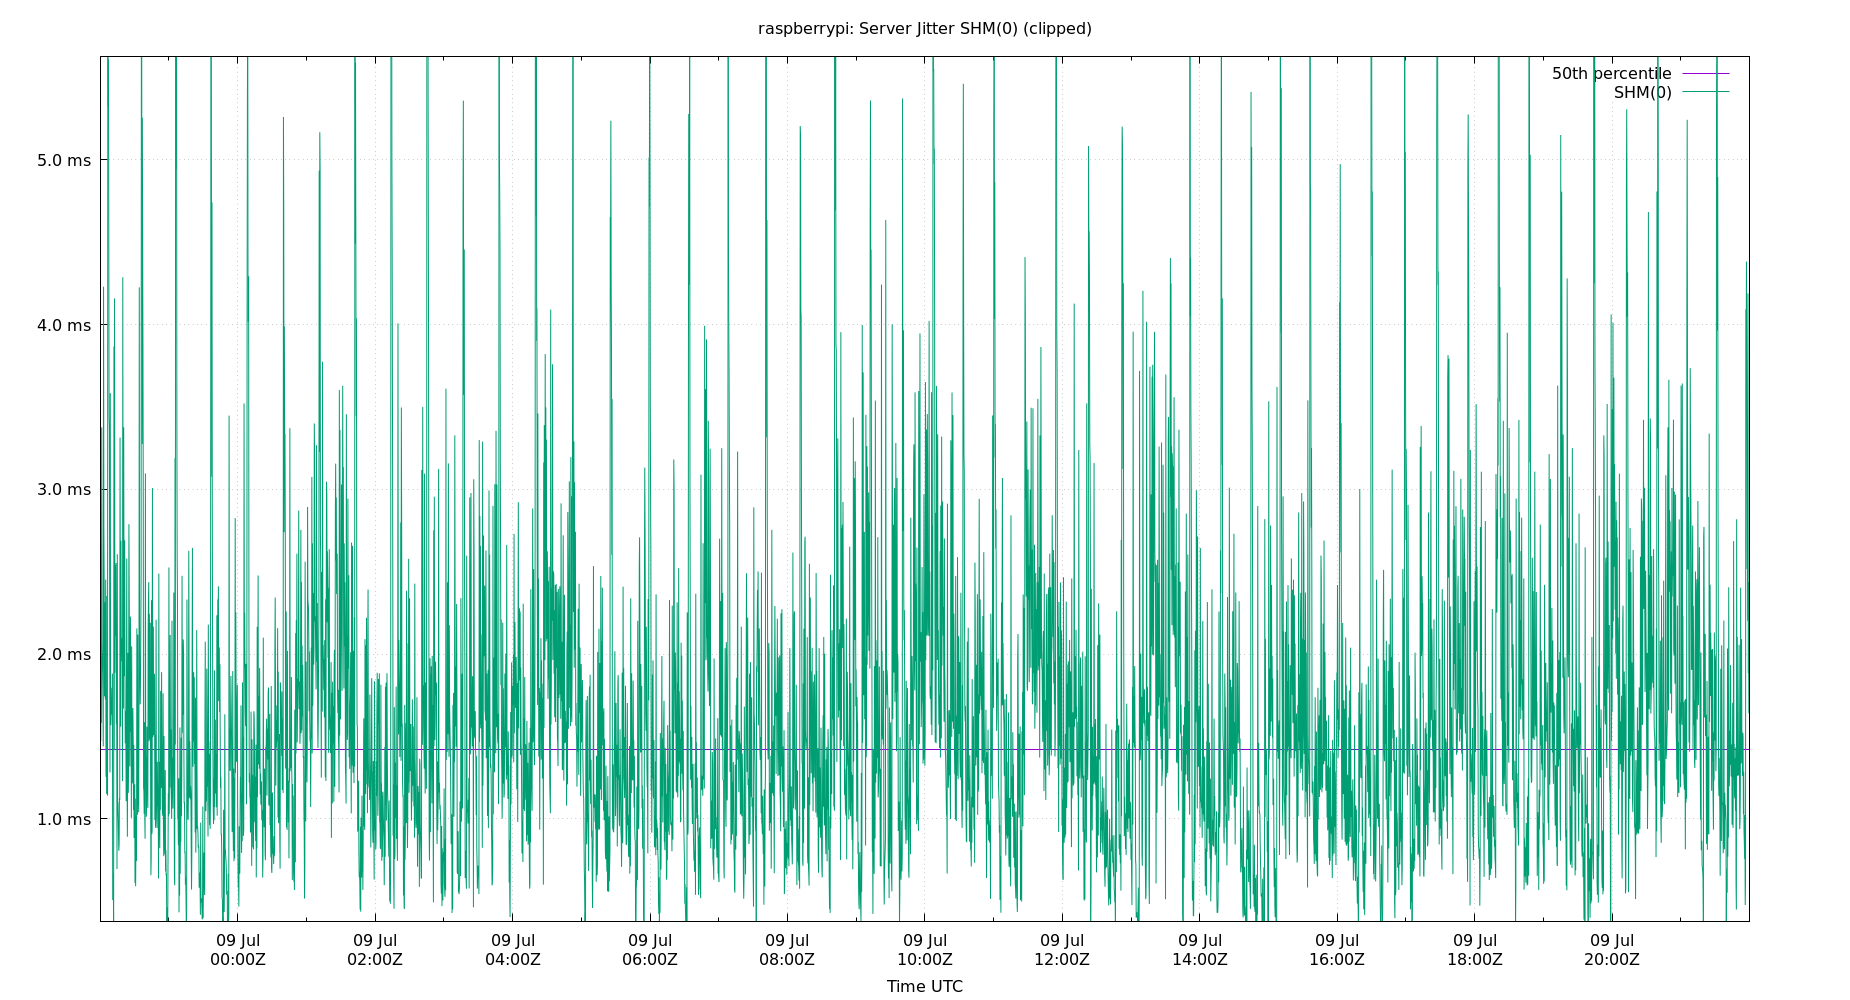 raspberrypi: Server Jitter SHM(0) (clipped)
50th percentile
SHM(0)
5.0 ms
4.0 ms
3.0 ms
2.0 ms
1.0 ms
09 Jul 09 Jul 09 Jul 09 Jul 09 Jul 09 Jul 09 Jul 09 Jul 09 Jul 09 Jul 09 Jul
00:00Z 02:00Z 04:00Z 06:00Z 08:00Z 10:00Z 12:00Z 14:00Z 16:00Z 18:00Z 20:00Z
Time UTC